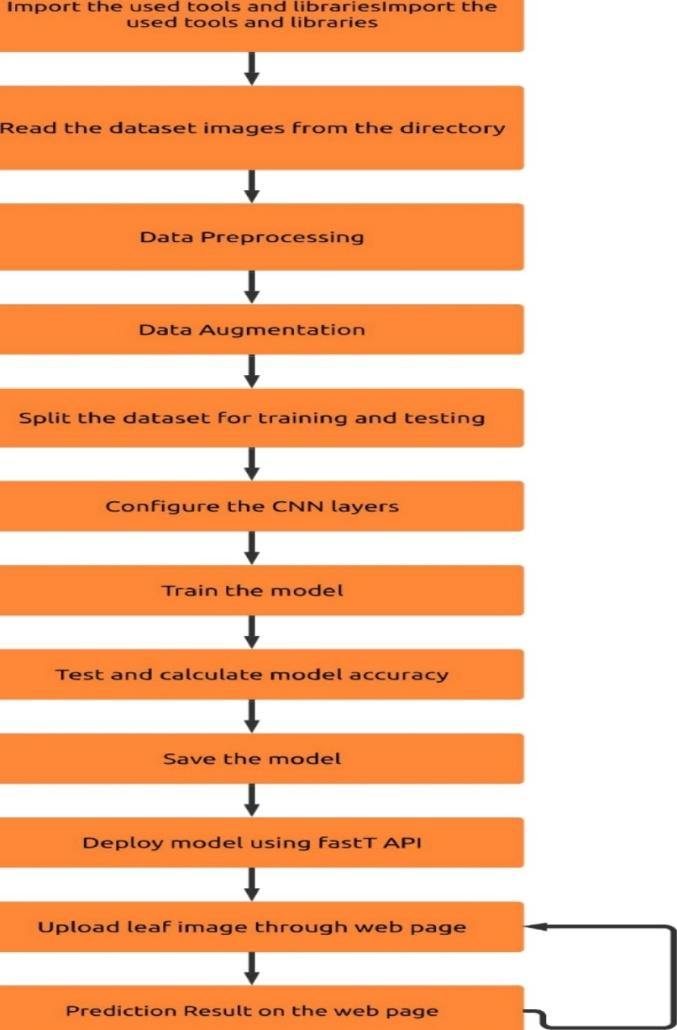 Import the used tools and librariesImport the
used tools and libraries
Read the dataset images from the directory
Data Preprocessing
Data Augmentation
Split the dataset for training and testing
Configure the CNN layers
Train the model
Test and calculate model accuracy
Save the model
Deploy model using fastT API
Upload leaf image through web page
Prediction Result on the web page